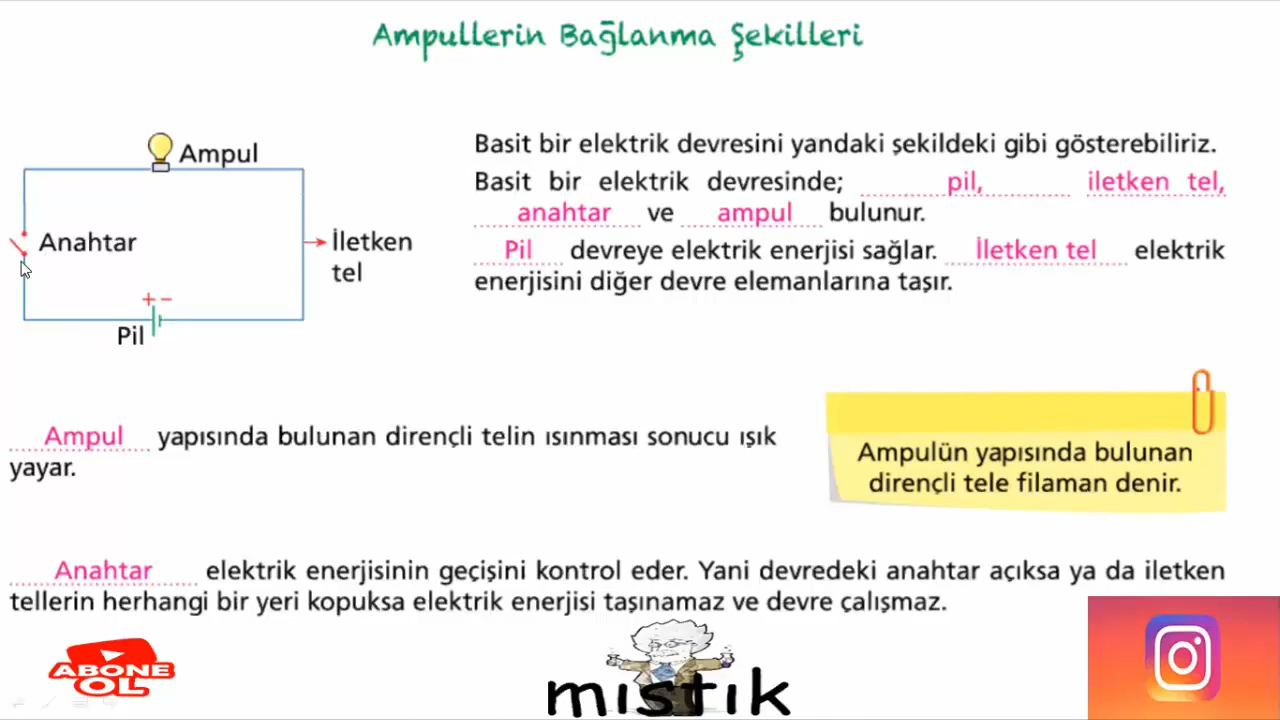 Ampullerin Bağlanma Şekilleri
Ampul
Anahtar
İletken
tel
+ -
Pil
Basit bir elektrik devresini yandaki şekildeki gibi gösterebiliriz.
Basit bir elektrik devresinde; pil, iletken tel,
anahtar ve ampul bulunur.
Pil devreye elektrik enerjisi sağlar. İletken tel elektrik
enerjisini diğer devre elemanlarına taşır.
Ampul yapısında bulunan dirençli telin ısınması sonucu ışık
yayar.
Ampulün yapısında bulunan
dirençli tele filaman denir.
Anahtar elektrik enerjisinin geçişini kontrol eder. Yani devredeki anahtar açıksa ya da iletken
tellerin herhangi bir yeri kopuksa elektrik enerjisi taşınamaz ve devre çalışmaz.
ABONE
OL
mıstık